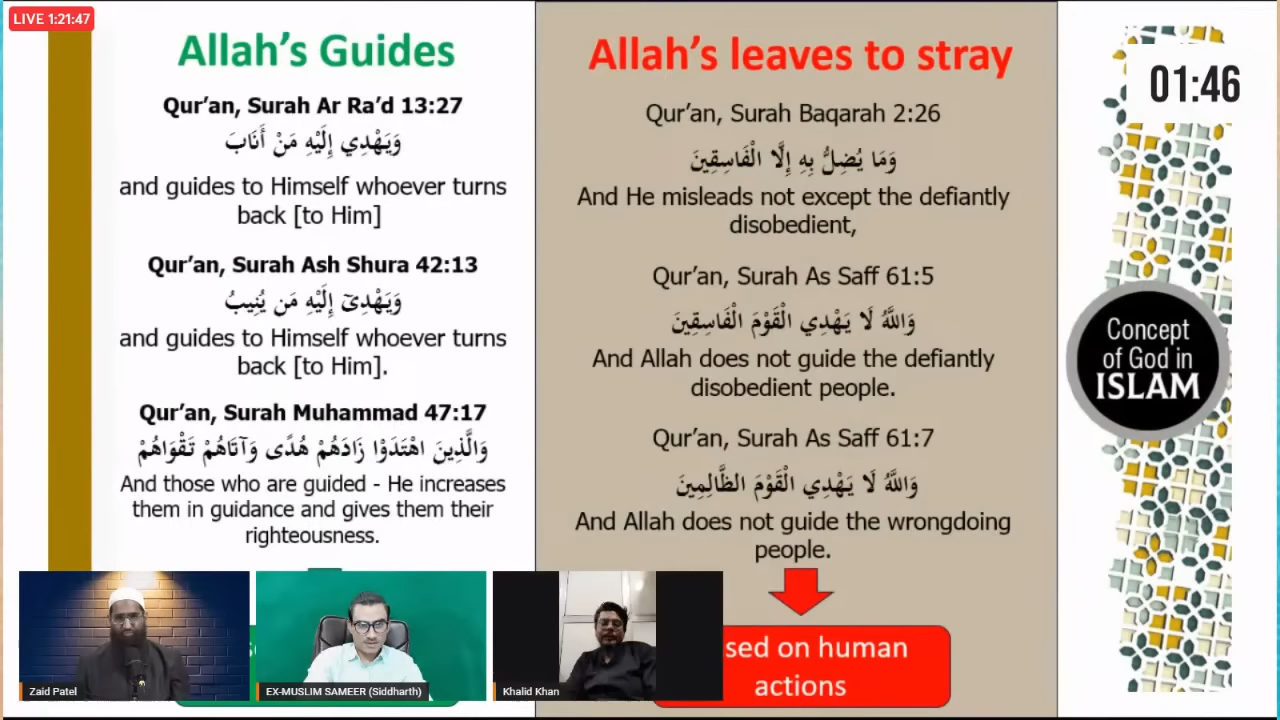 LIVE 1:21:47
Allah’s Guides
Qur’an, Surah Ar Ra’d 13:27
وَيَهْدِي إِلَيْهِ مَنْ أَنَابَ
and guides to Himself whoever turns
back [to Him]
Qur’an, Surah Ash Shura 42:13
وَيَهْدِىٓ إِلَيْهِ مَن يُنِيبُ
and guides to Himself whoever turns
back [to Him].
Qur’an, Surah Muhammad 47:17
وَالَّذِينَ اهْتَدَوْا زَادَهُمْ هُدًى وَآتَاهُمْ تَقْوَاهُمْ
And those who are guided - He increases
them in guidance and gives them their
righteousness.
Allah’s leaves to stray
Qur’an, Surah Baqarah 2:26
وَمَا يُضِلُّ بِهِ إِلَّا الْفَاسِقِينَ
And He misleads not except the defiantly
disobedient,
Qur’an, Surah As Saff 61:5
وَاللَّهُ لَا يَهْدِي الْقَوْمَ الْفَاسِقِينَ
And Allah does not guide the defiantly
disobedient people.
Qur’an, Surah As Saff 61:7
وَاللَّهُ لَا يَهْدِي الْقَوْمَ الظَّالِمِينَ
And Allah does not guide the wrongdoing
people.
sed on human
actions
01:46
Concept
of God in
ISLAM
Zaid Patel
EX-MUSLIM SAMEER (Siddharth)
Khalid Khan